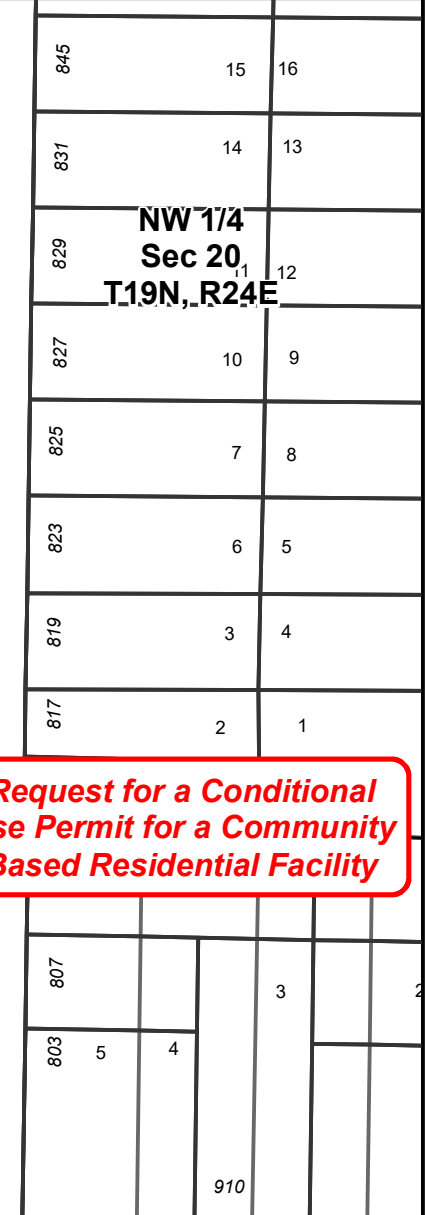 845 15 16
831 14 13
NW 1/4
829 Sec 20 11 12
T19N, R24E
827 10 9
825 7 8
823 6 5
819 3 4
817 2 1
Request for a Conditional
se Permit for a Community
Based Residential Facility
807 3 2
803 5 4
910